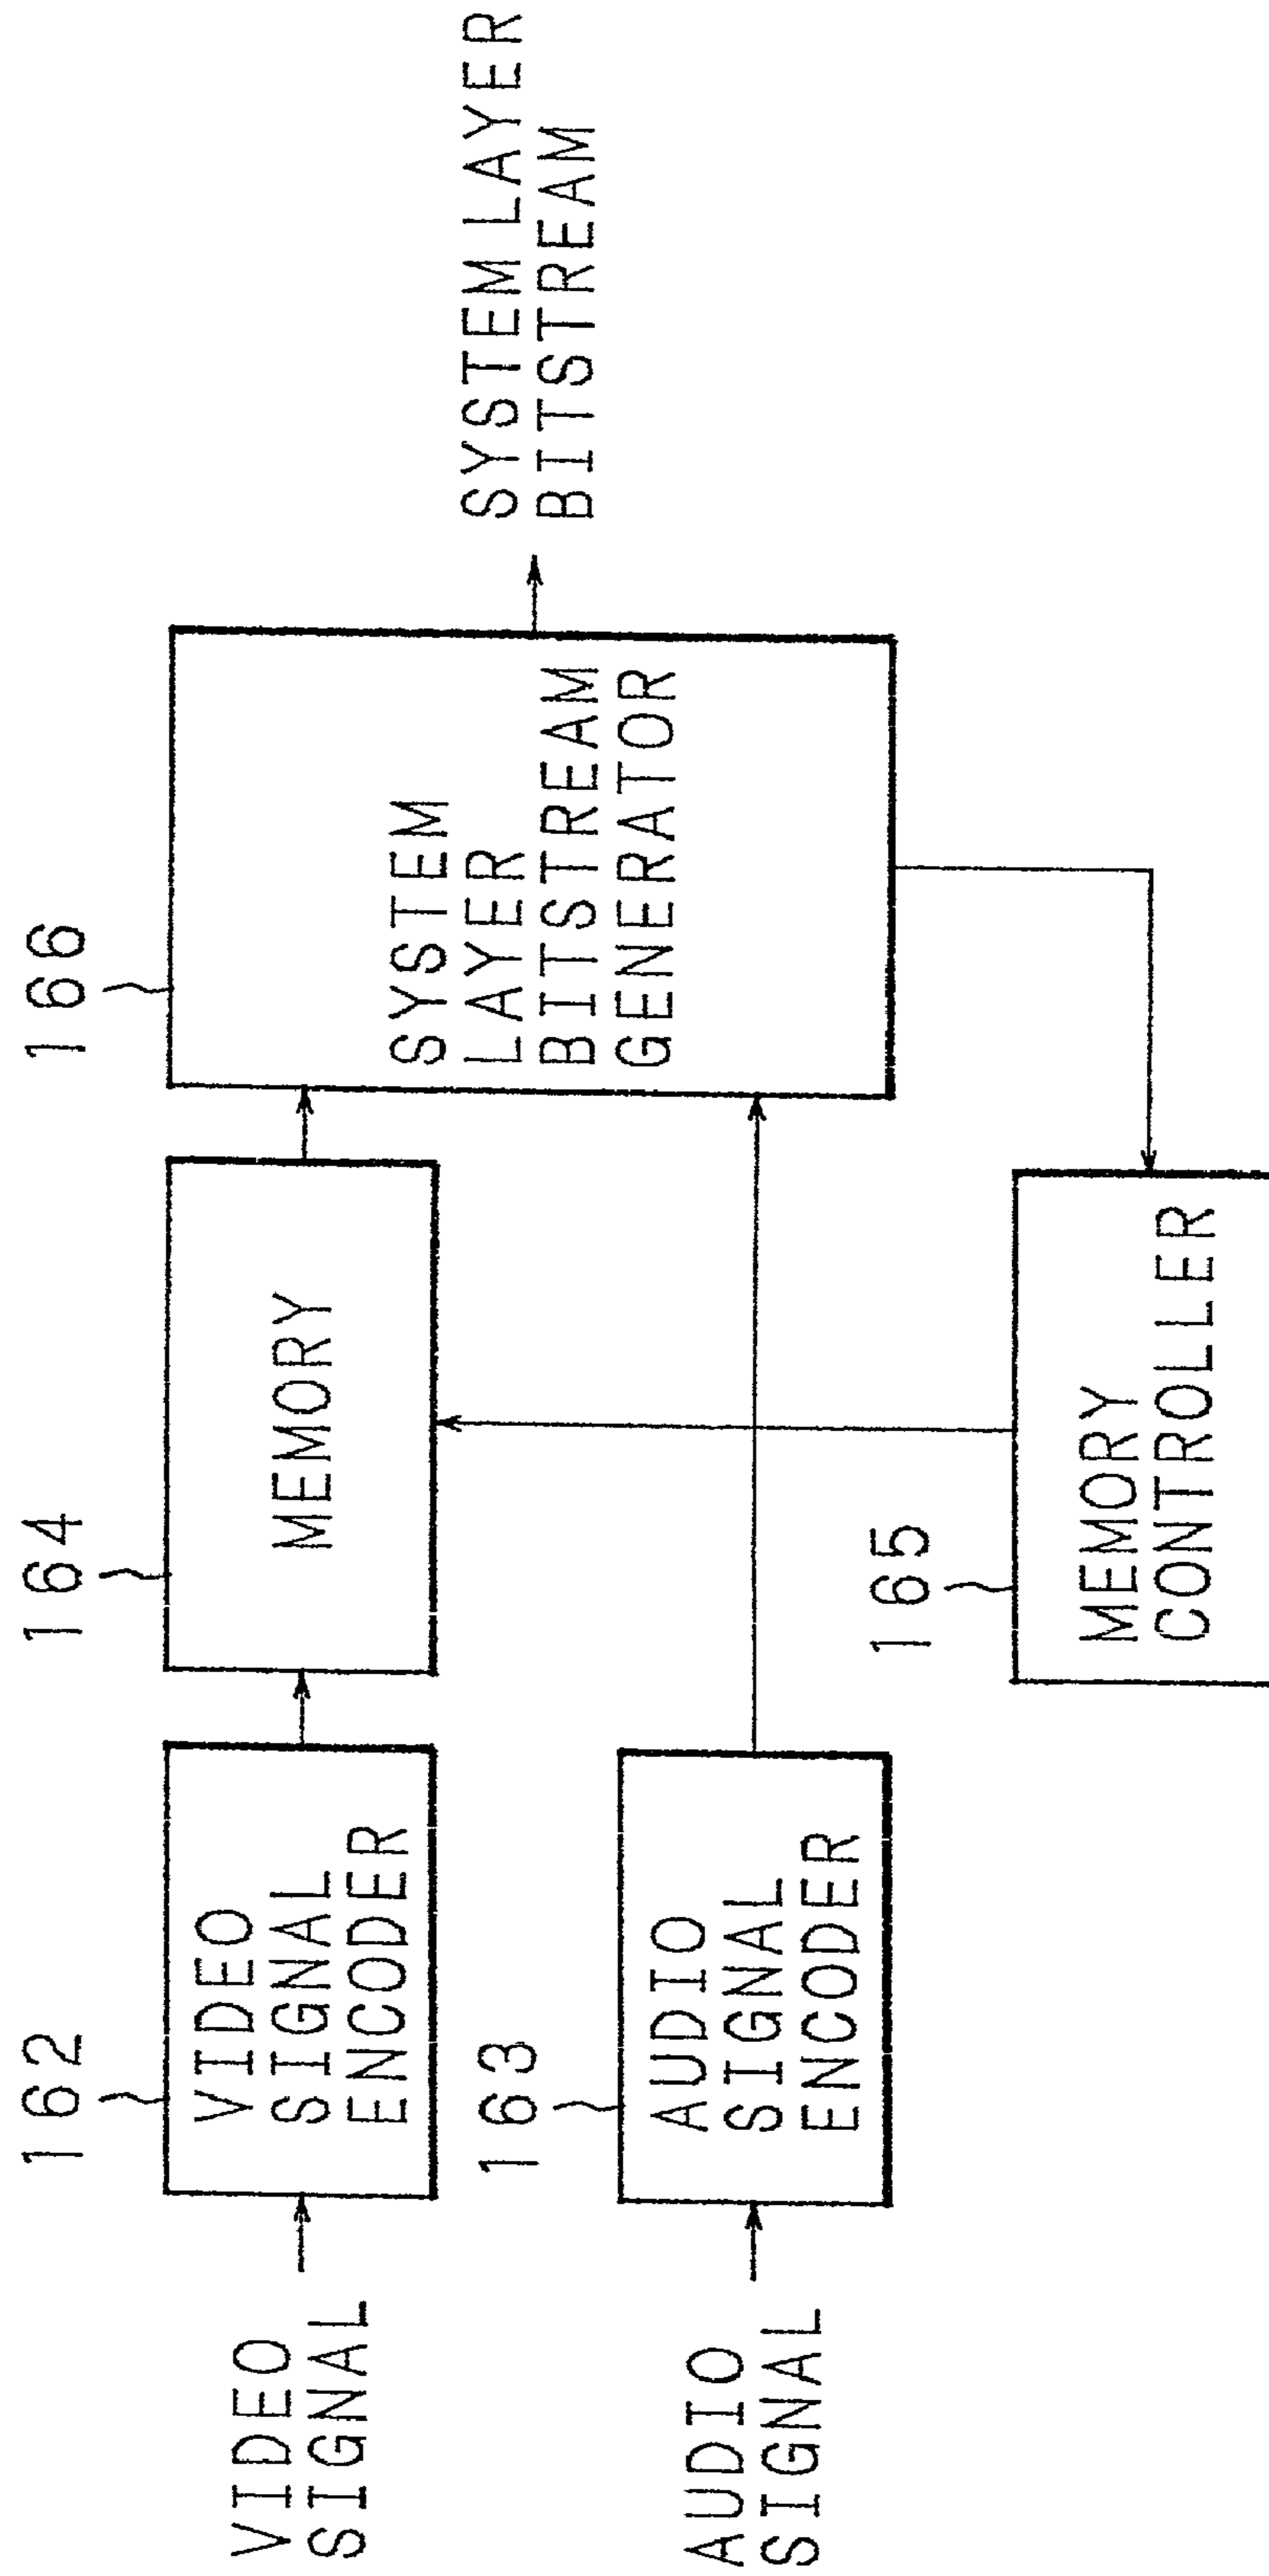 166
164
162
SYSTEM
LAYER
BITSTREAM
GENERATOR
MEMORY
VIDEO
SIGNAL
ENCODER
VIDEO
SIGNAL
SYSTEM LAYER
BITSTREAM
163
AUDIO
SIGNAL
ENCODER
AUDIO
SIGNAL
165
MEMORY
CONTROLLER